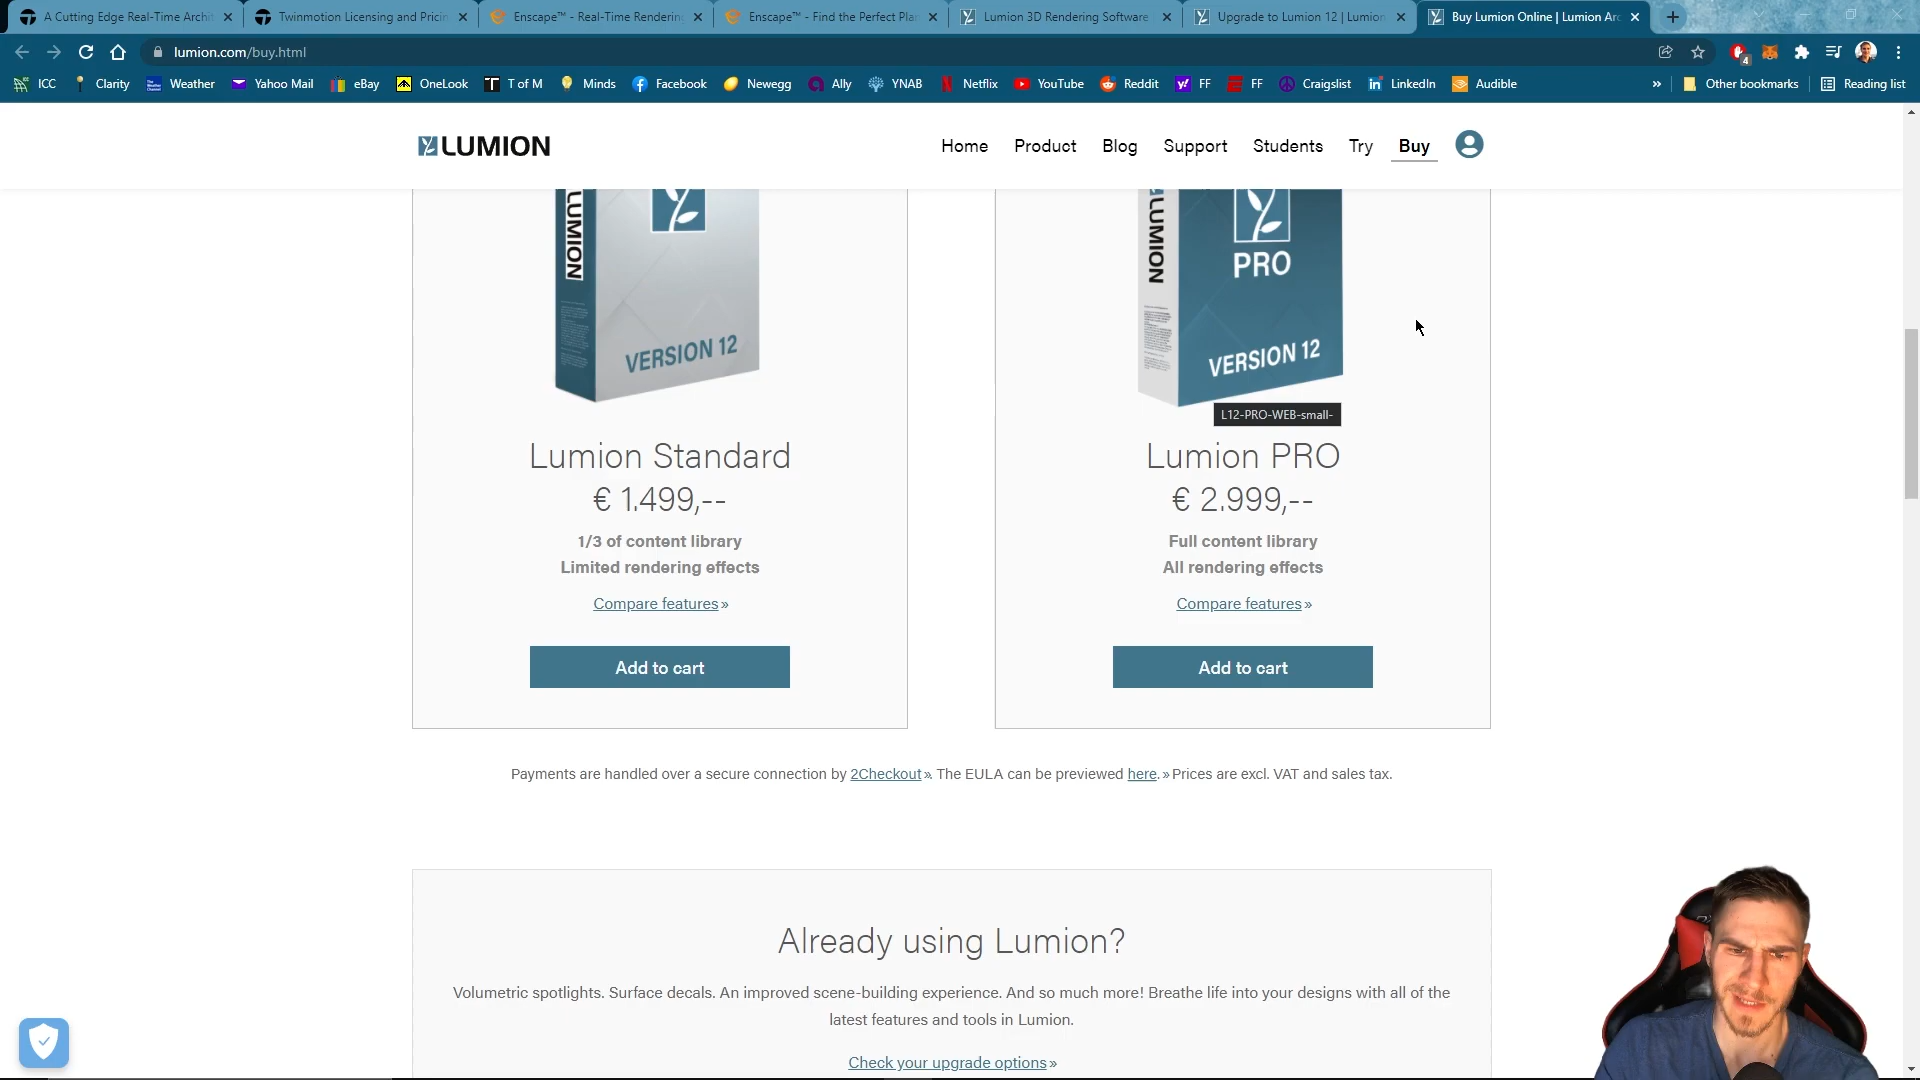 A Cutting Edge Real-Time Archit
Twinmotion Licensing and Pricin
Enscape™ - Real-Time Rendering
Enscape™ - Find the Perfect Plan
Lumion 3D Rendering Software
Upgrade to Lumion 12 | Lumion
Buy Lumion Online | Lumion Arc
lumion.com/buy.html
4
ICC
Clarity
Weather
Yahoo Mail
eBay
OneLook
T of M
Minds
Facebook
Newegg
Ally
YNAB
Netflix
YouTube
Reddit
FF
FF
Craigslist
LinkedIn
Audible
»
Other bookmarks
Reading list
LUMION
Home
Product
Blog
Support
Students
Try
Buy
LUMION
VERSION 12
LUMION
PRO
VERSION 12
L12-PRO-WEB-small-
Lumion Standard
€ 1.499,--
1/3 of content library
Limited rendering effects
Compare features »
Add to cart
Lumion PRO
€ 2.999,--
Full content library
All rendering effects
Compare features »
Add to cart
Payments are handled over a secure connection by 2Checkout ». The EULA can be previewed here. » Prices are excl. VAT and sales tax.
Already using Lumion?
Volumetric spotlights. Surface decals. An improved scene-building experience. And so much more! Breathe life into your designs with all of the
latest features and tools in Lumion.
Check your upgrade options »